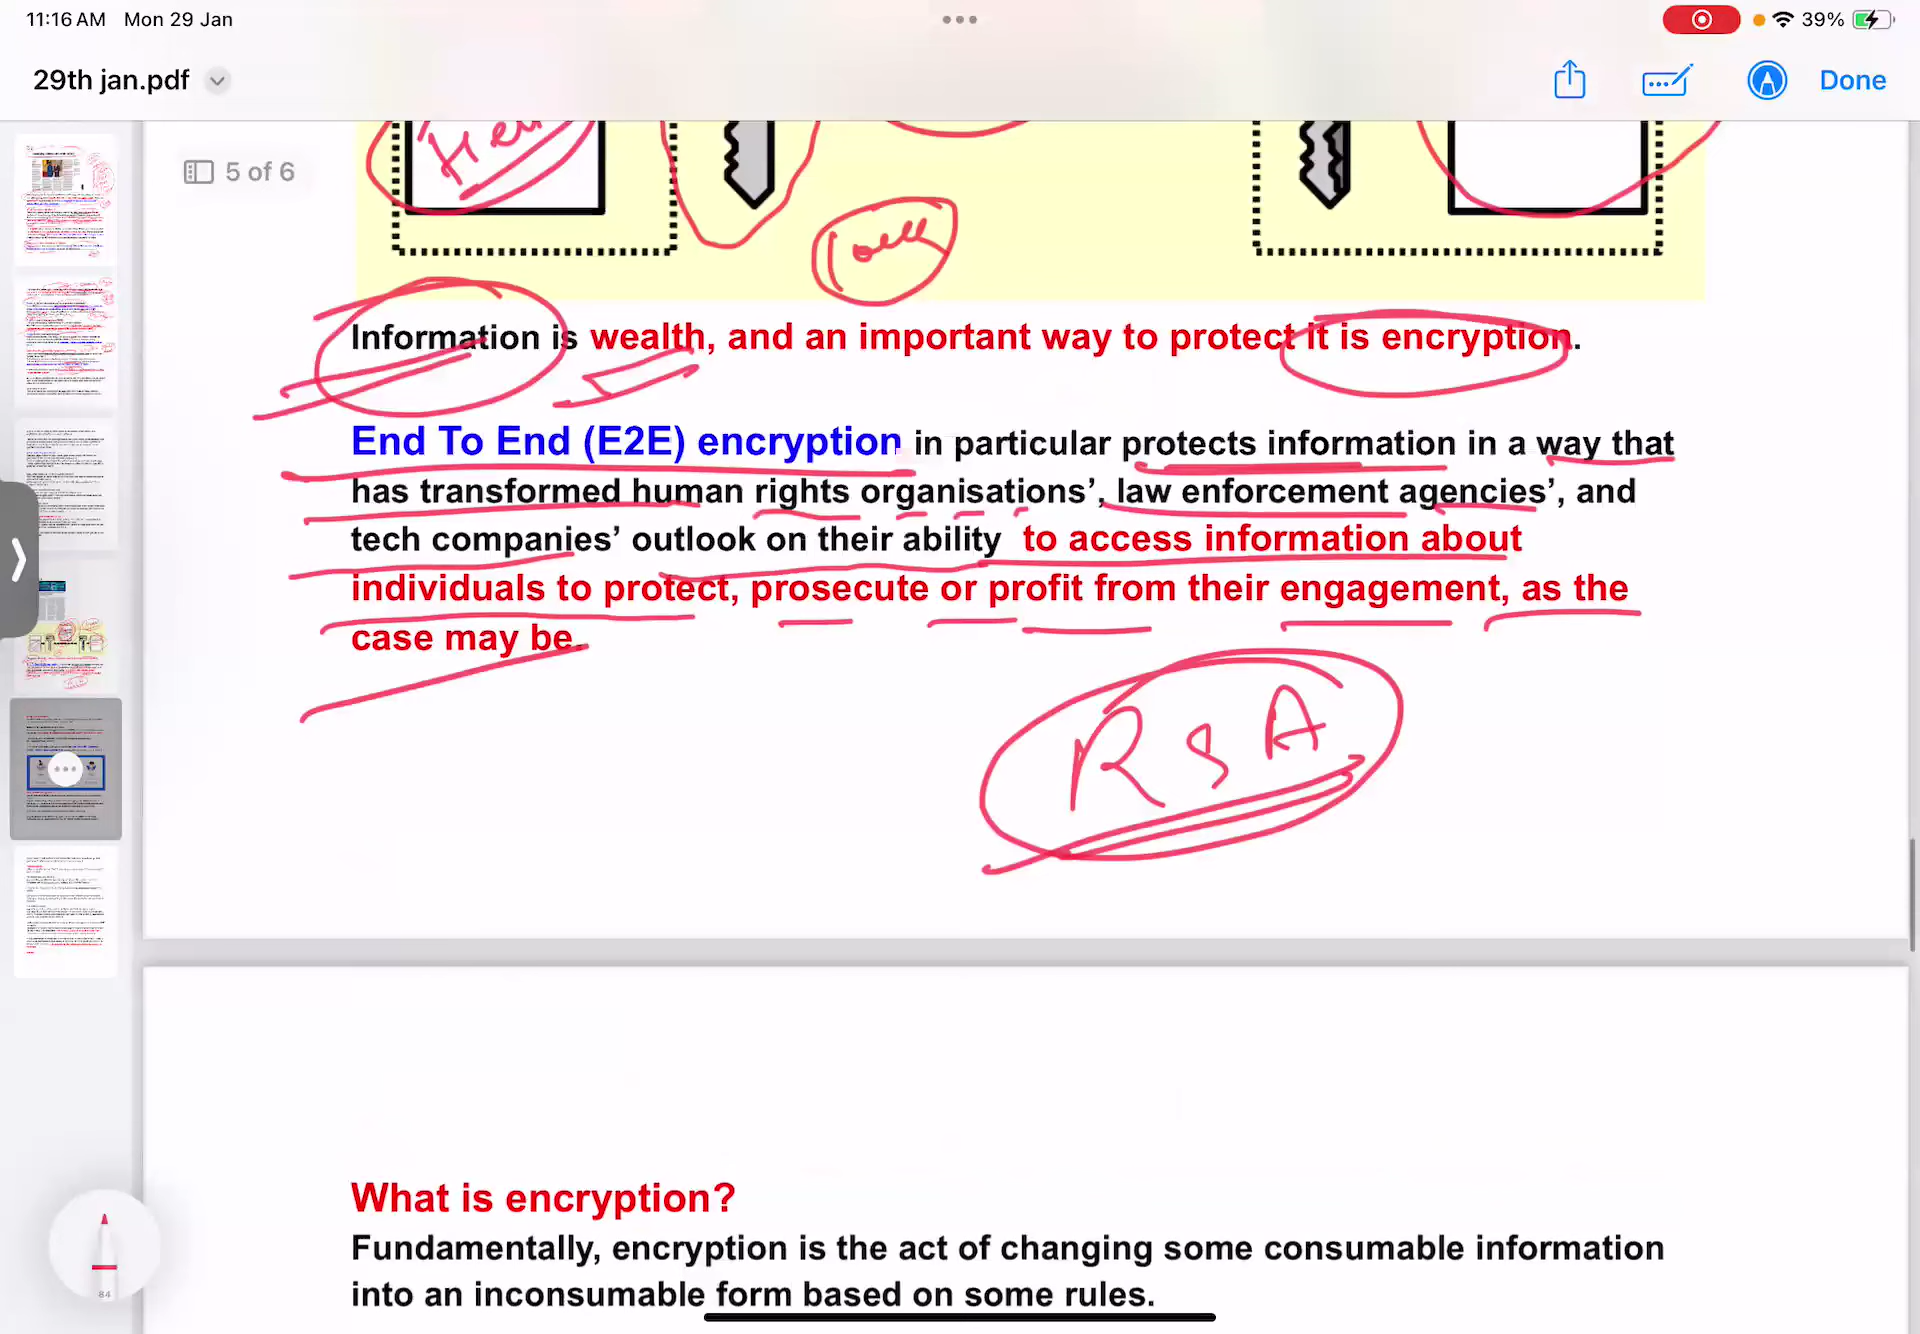 11:16 AM Mon 29 Jan
39%
29th jan.pdf
Done
5 of 6
Information is wealth, and an important way to protect it is encryption.
End To End (E2E) encryption in particular protects information in a way that
has transformed human rights organisations’, law enforcement agencies’, and
tech companies’ outlook on their ability to access information about
individuals to protect, prosecute or profit from their engagement, as the
case may be.
RSA
What is encryption?
Fundamentally, encryption is the act of changing some consumable information
into an inconsumable form based on some rules.
84